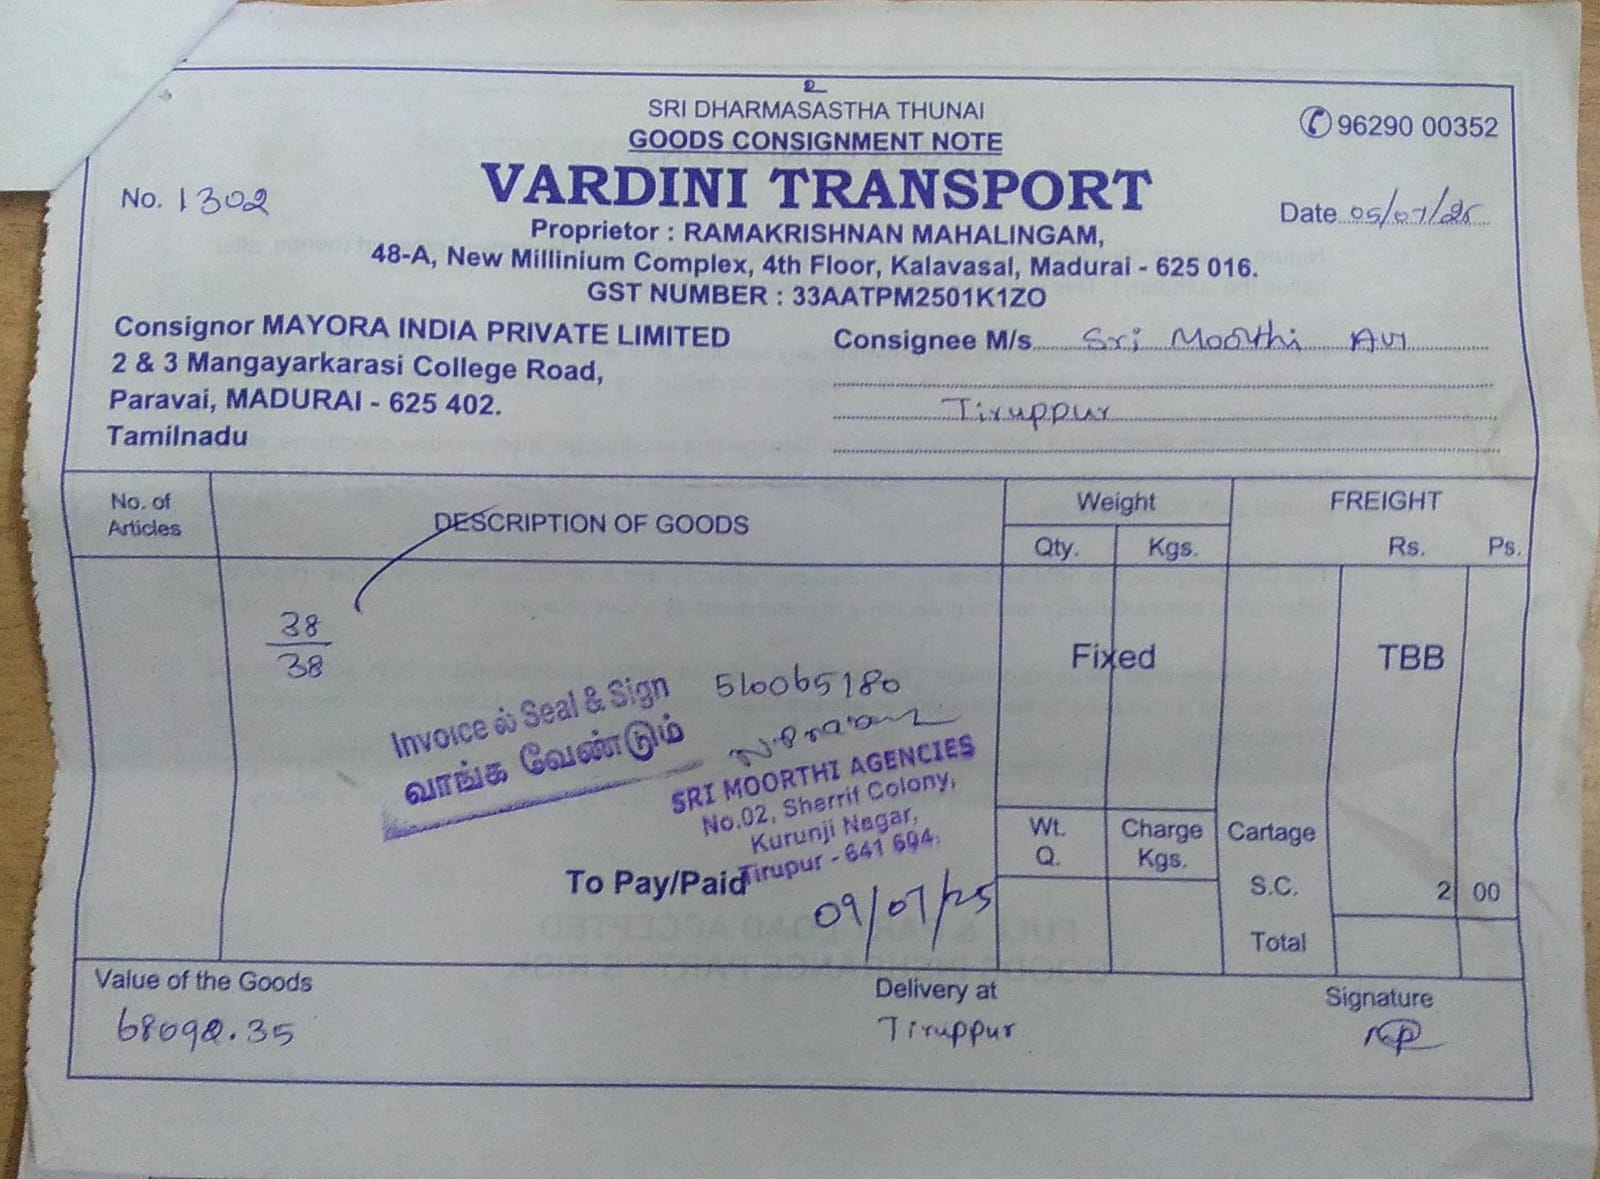 SRI DHARMASASTHA THUNAI
GOODS CONSIGNMENT NOTE
96290 00352
VARDINI TRANSPORT
No. 1302
Date 05/07/25
Proprietor : RAMAKRISHNAN MAHALINGAM,
48-A, New Millinium Complex, 4th Floor, Kalavasal, Madurai - 625 016.
GST NUMBER : 33AATPM2501K1ZO
Consignor MAYORA INDIA PRIVATE LIMITED
2 & 3 Mangayarkarasi College Road,
Paravai, MADURAI - 625 402.
Tamilnadu
Consignee M/s Sri Moorthi
Tiruppur
No. of
Articles
DESCRIPTION OF GOODS
Weight
Qty. Kgs.
FREIGHT
Rs. Ps.
38
38
Fixed
TBB
Invoice ல் Seal & Sign
வாங்க வேண்டும்
560065180
SRI MOORTHI AGENCIES
No.02, Sherrif Colony,
Kurunji Nagar,
Tirupur - 641 604.
To Pay/Paid
09/07/25
Wt.
Q.
Charge
Kgs.
Cartage
S.C. 2 00
Total
Value of the Goods
68092.35
Delivery at
Tiruppur
Signature